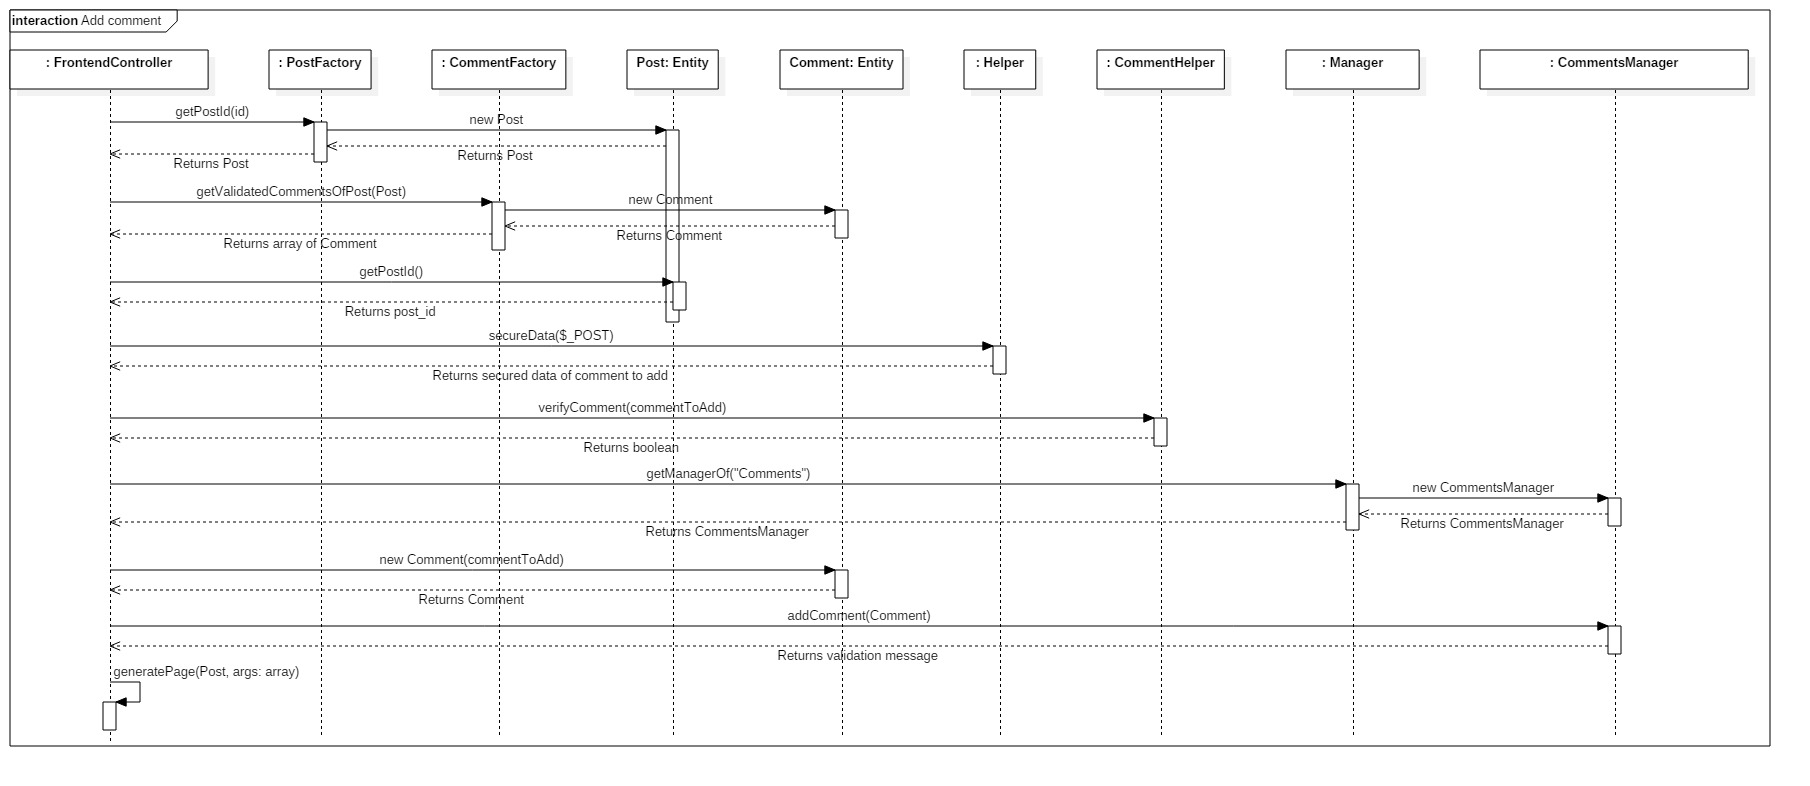 interaction Add comment
: FrontendController
: PostFactory
: CommentFactory
Post: Entity
Comment: Entity
: Helper
: CommentHelper
: Manager
: CommentsManager
getPostId(id)
new Post
Returns Post
Returns Post
getValidatedCommentsOfPost(Post)
new Comment
Returns Comment
Returns array of Comment
getPostId()
Returns post_id
secureData($_POST)
Returns secured data of comment to add
verifyComment(commentToAdd)
Returns boolean
getManagerOf("Comments")
new CommentsManager
Returns CommentsManager
Returns CommentsManager
new Comment(commentToAdd)
Returns Comment
addComment(Comment)
Returns validation message
generatePage(Post, args: array)